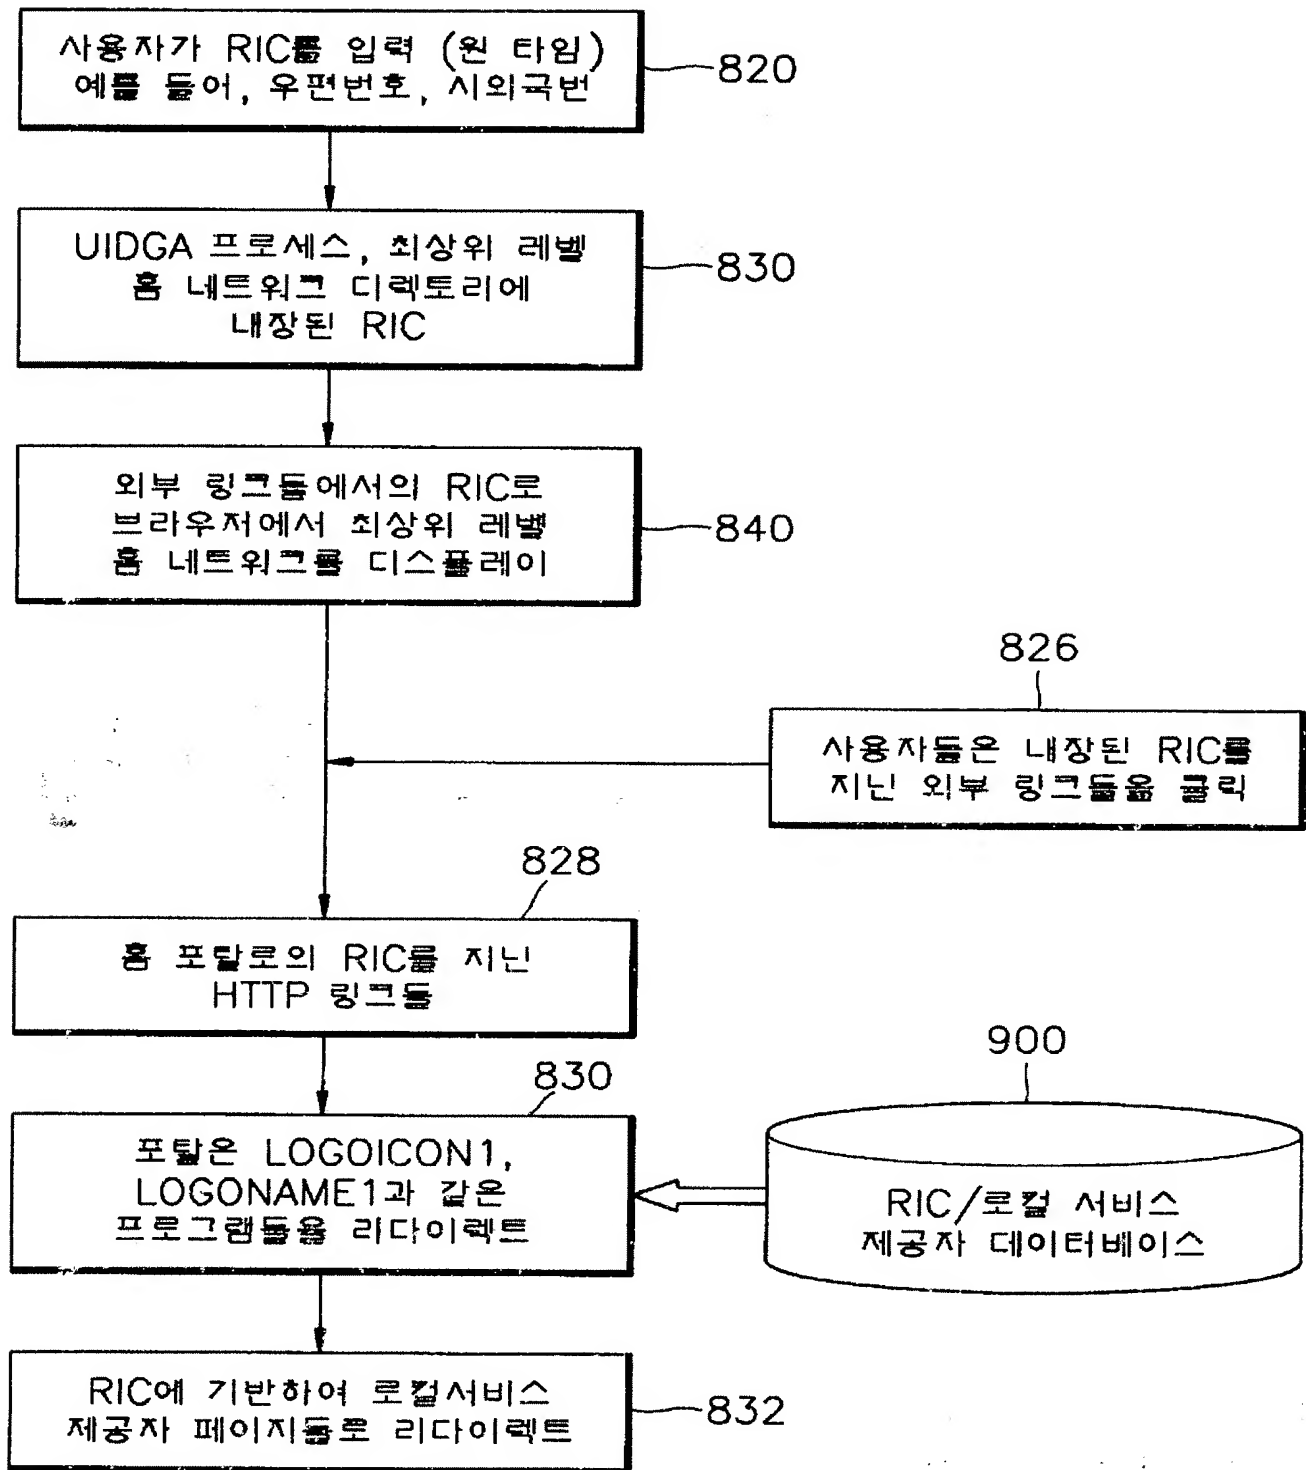 사용자가 RIC를 입력 (원 타임)
예를 들어, 우편번호, 시외국번
820
UIDGA 프로세스, 최상위 레벨
홈 네트워크 디렉토리에
내장된 RIC
830
외부 링크들에서의 RIC로
브라우저에서 최상위 레벨
홈 네트워크를 디스플레이
840
826
사용자들은 내장된 RIC를
지닌 외부 링크들을 클릭
828
홈 포탈로의 RIC를 지닌
HTTP 링크들
830
포탈은 LOGOICON1,
LOGONAME1과 같은
프로그램들을 리다이렉트
900
RIC/로컬 서비스
제공자 데이터베이스
RIC에 기반하여 로컬서비스
제공자 페이지들로 리다이렉트
832